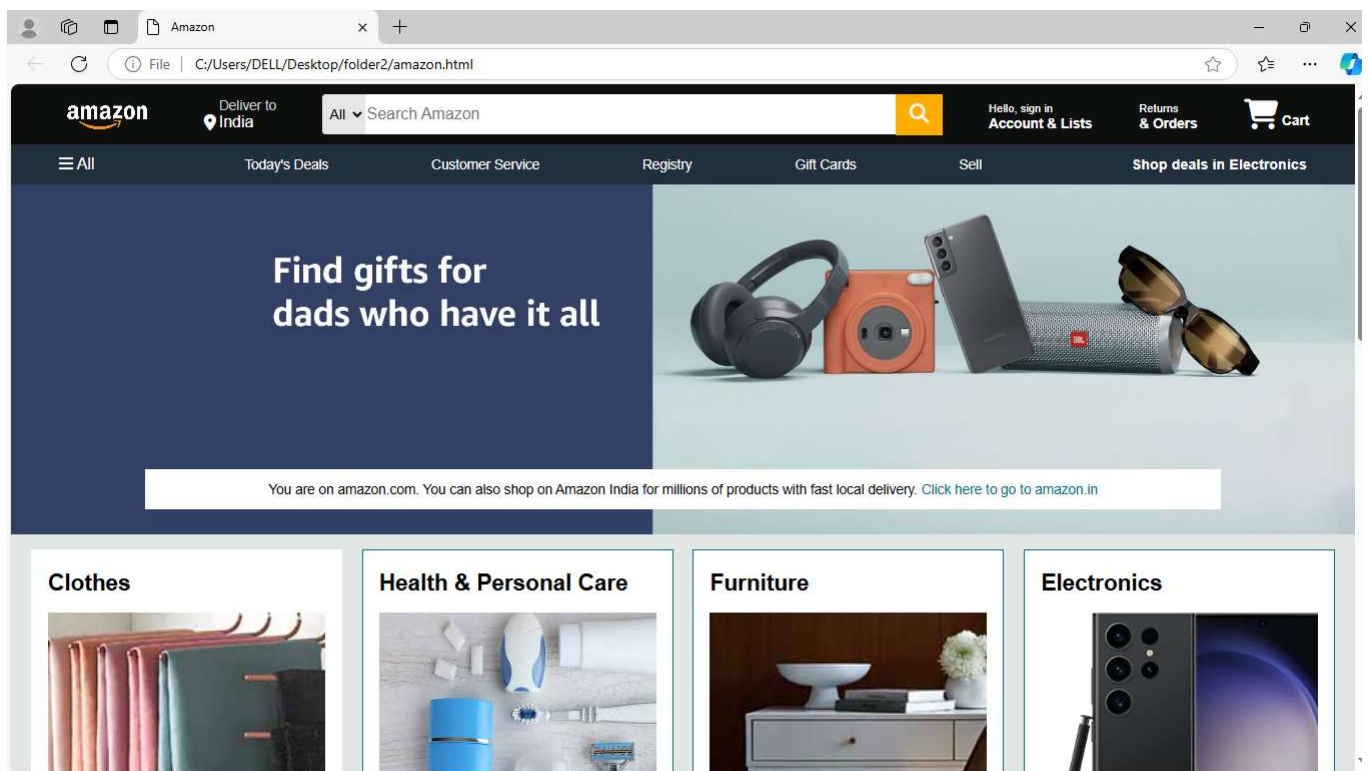 Amazon
File | C:/Users/DELL/Desktop/folder2/amazon.html
amazon
Deliver to
India
All Search Amazon
Hello, sign in
Account & Lists
Returns
& Orders
Cart
All Today's Deals Customer Service Registry Gift Cards Sell Shop deals in Electronics
Find gifts for
dads who have it all
JBL
You are on amazon.com. You can also shop on Amazon India for millions of products with fast local delivery. Click here to go to amazon.in
Clothes Health & Personal Care Furniture Electronics